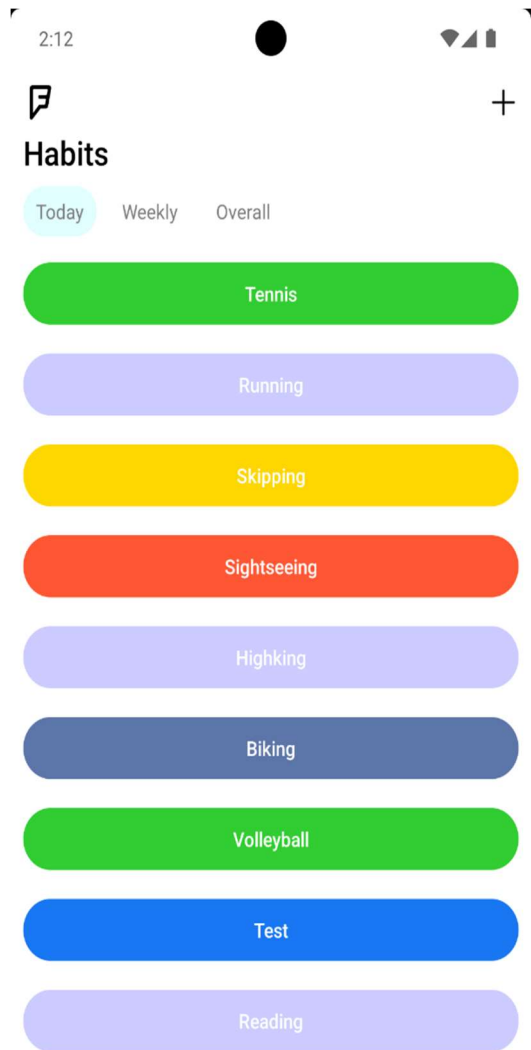 2:12
Habits
Today Weekly Overall
Tennis
Running
Skipping
Sightseeing
Highking
Biking
Volleyball
Test
Reading